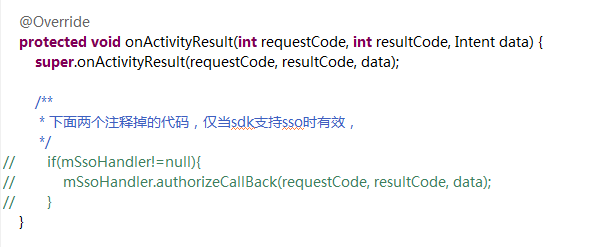 @Override
protected void onActivityResult(int requestCode, int resultCode, Intent data) {
super.onActivityResult(requestCode, resultCode, data);
/**
* 下面两个注释掉的代码，仅当sdk支持sso时有效，
*/
// if(mSsoHandler!=null){
// mSsoHandler.authorizeCallBack(requestCode, resultCode, data);
// }
}